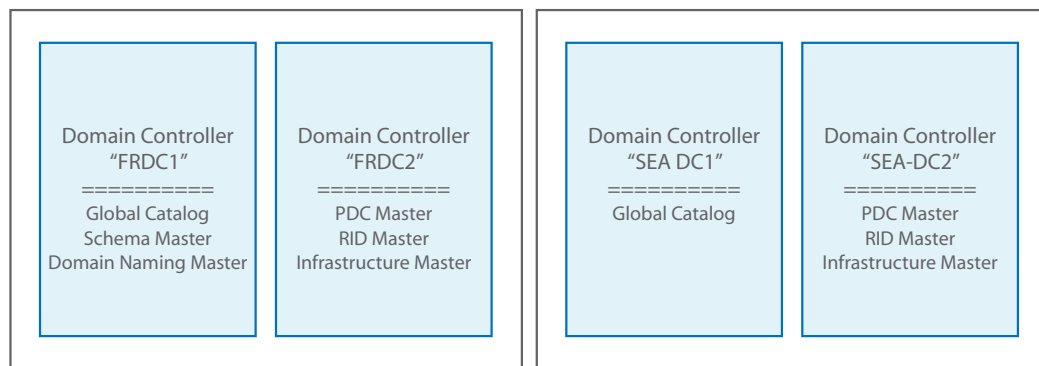 Domain Controller
“FRDC1”
==========
Global Catalog
Schema Master
Domain Naming Master
Domain Controller
“FRDC2”
==========
PDC Master
RID Master
Infrastructure Master
Domain Controller
“SEA DC1”
==========
Global Catalog
Domain Controller
“SEA-DC2”
==========
PDC Master
RID Master
Infrastructure Master